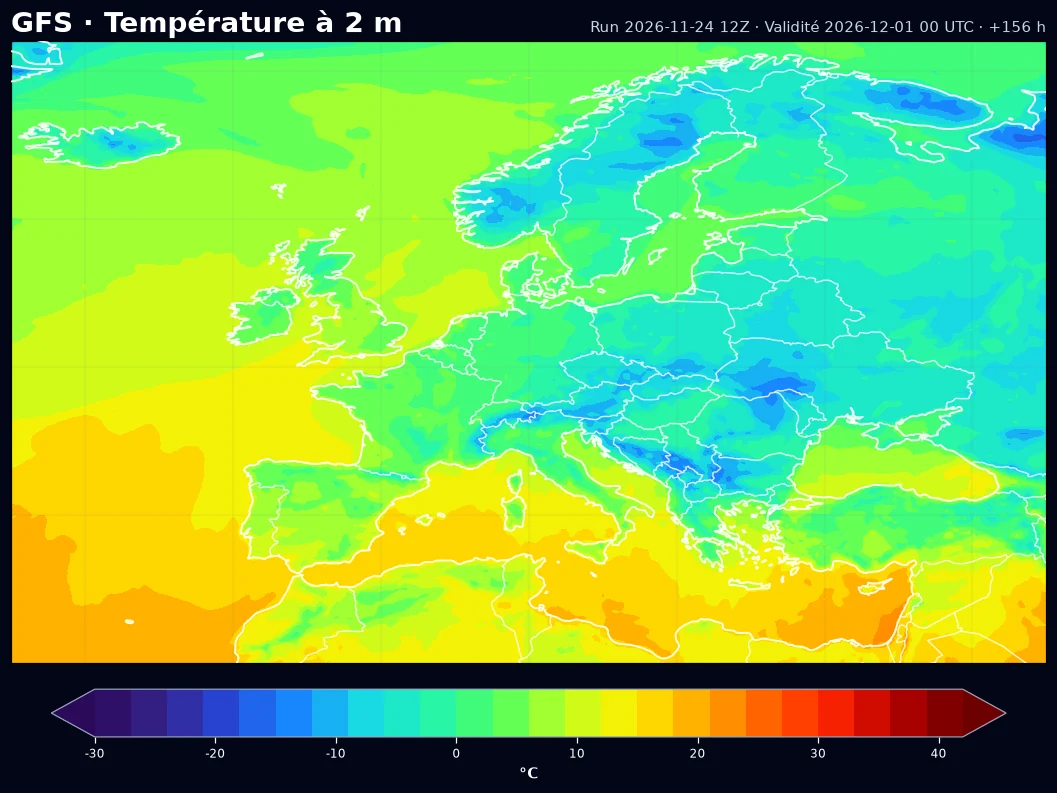 GFS · Température à 2 m
Run 2026-11-24 12Z · Validité 2026-12-01 00 UTC · +156 h
-30 -20 -10 0 10 20 30 40
°C